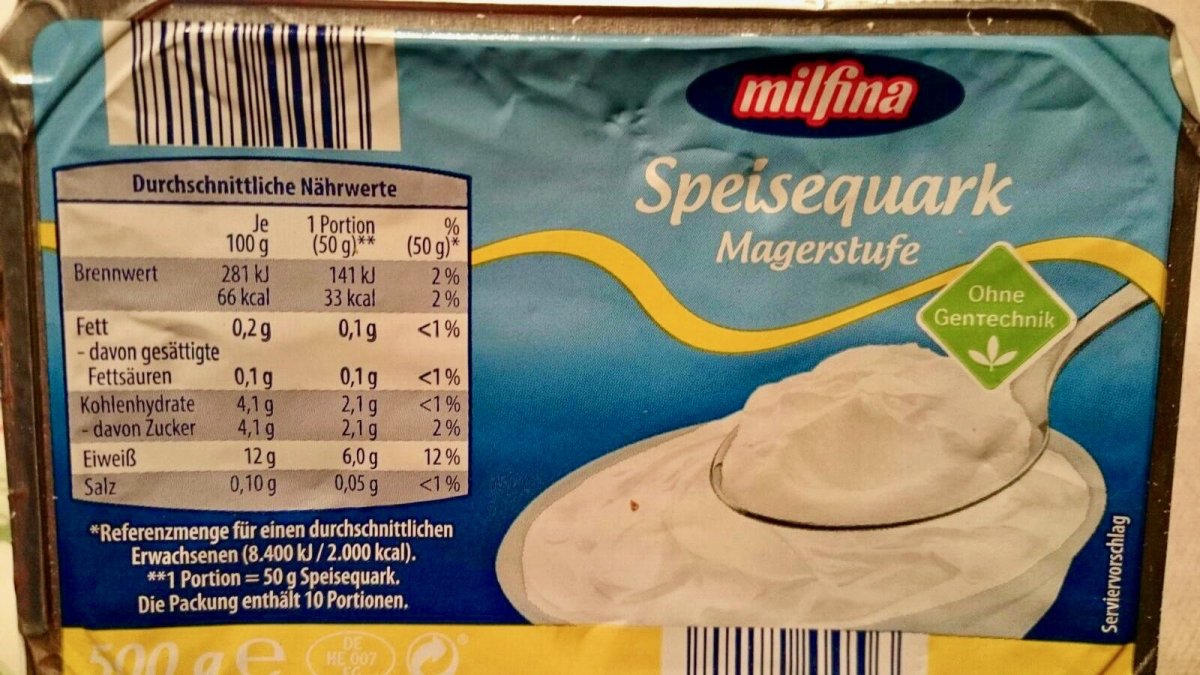 milfina
Speisequark
Magerstufe
Ohne
GenTechnik
Durchschnittliche Nährwerte
Je 100 g 1 Portion (50 g)** % (50 g)*
Brennwert 281 kJ 141 kJ 2 %
66 kcal 33 kcal 2 %
Fett 0,2 g 0,1 g <1 %
- davon gesättigte
Fettsäuren 0,1 g 0,1 g <1 %
Kohlenhydrate 4,1 g 2,1 g <1 %
- davon Zucker 4,1 g 2,1 g 2 %
Eiweiß 12 g 6,0 g 12 %
Salz 0,10 g 0,05 g <1 %
*Referenzmenge für einen durchschnittlichen
Erwachsenen (8.400 kJ / 2.000 kcal).
**1 Portion = 50 g Speisequark.
Die Packung enthält 10 Portionen.
Serviervorschlag
500 g e
DE
HE 007